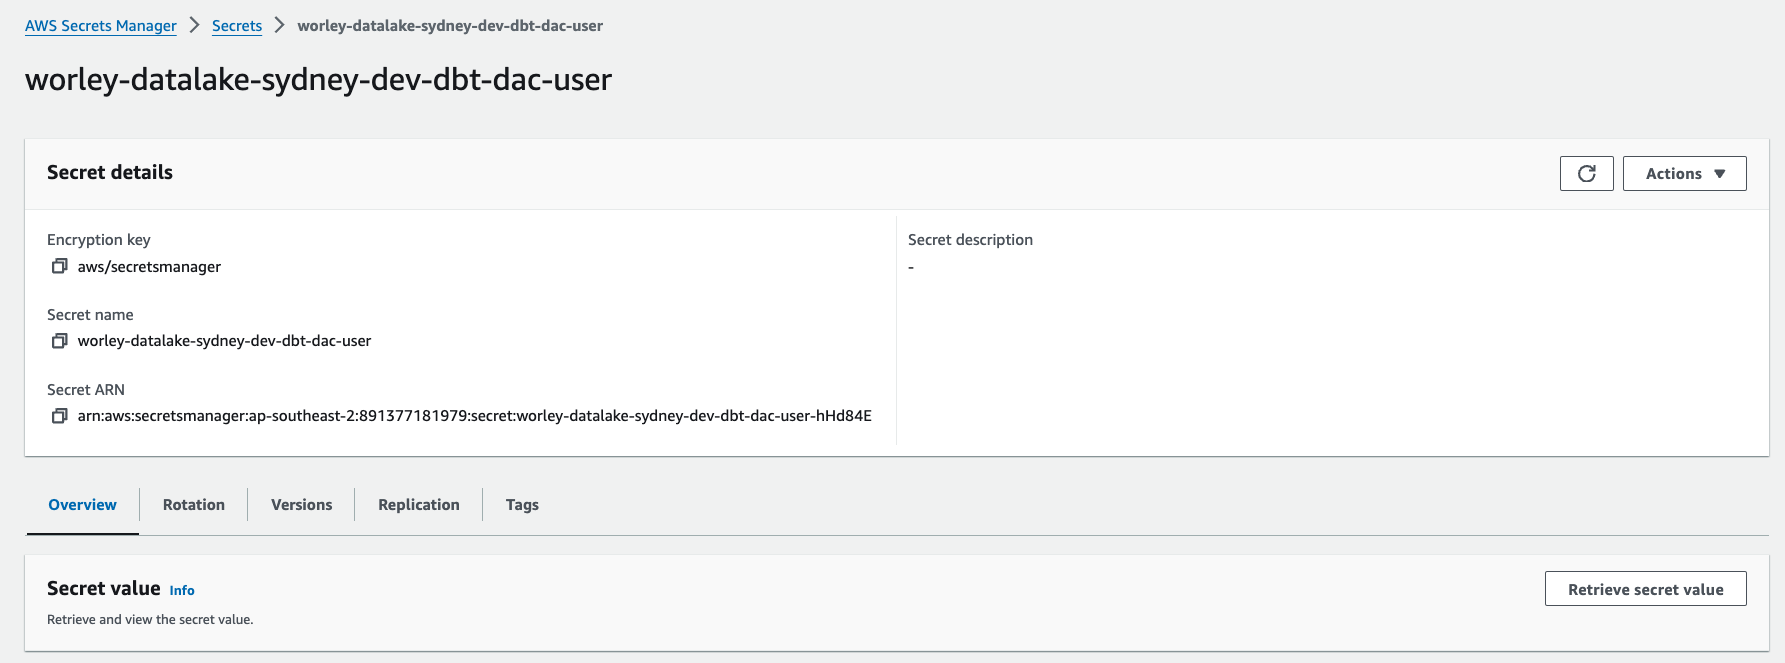 AWS Secrets Manager > Secrets > worley-datalake-sydney-dev-dbt-dac-user
worley-datalake-sydney-dev-dbt-dac-user
Secret details
Actions
Encryption key
aws/secretsmanager
Secret description
-
Secret name
worley-datalake-sydney-dev-dbt-dac-user
Secret ARN
arn:aws:secretsmanager:ap-southeast-2:891377181979:secret:worley-datalake-sydney-dev-dbt-dac-user-hHd84E
Overview Rotation Versions Replication Tags
Secret value Info
Retrieve secret value
Retrieve and view the secret value.